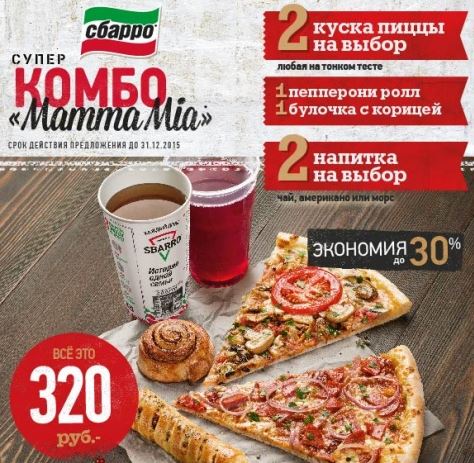 сбарро
СУПЕР
КОМБО
«Mamma Mia»
СРОК ДЕЙСТВИЯ ПРЕДЛОЖЕНИЯ ДО 31.12.2015
2 куска пиццы
на выбор
любая на тонком тесте
1 пепперони ролл
1 булочка с корицей
2 напитка
на выбор
чай, американо или морс
ЭКОНОМИЯ до 30%
SBARRO
История
одной
семьи
ВСЁ ЭТО
320
руб.-